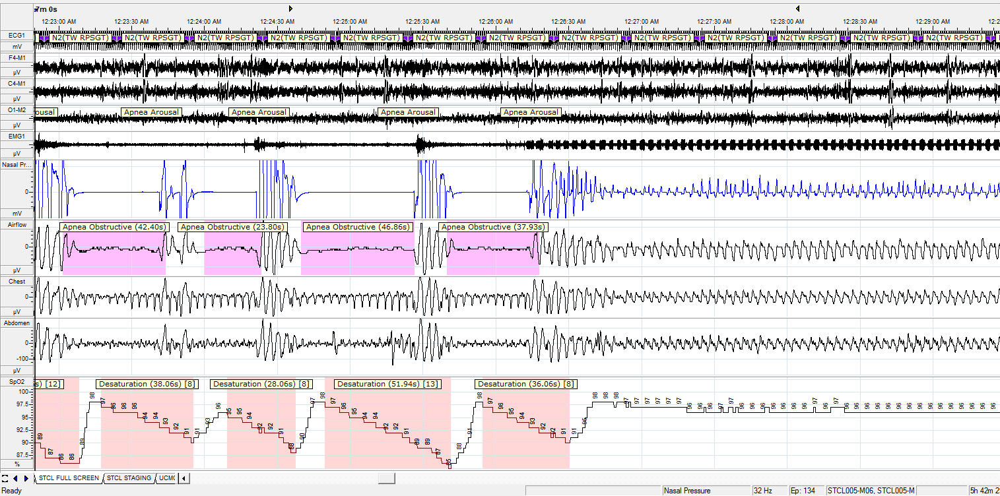 7m 0s
12:23:00 AM 12:23:30 AM 12:24:00 AM 12:24:30 AM 12:25:00 AM 12:25:30 AM 12:26:00 AM 12:26:30 AM 12:27:00 AM 12:27:30 AM 12:28:00 AM 12:28:30 AM 12:29:00 AM 12:2
ECG1 N2(TW RPSGT) N2(TW RPSGT) N2(TW RPSGT) N2(TW RPSGT) N2(TW RPSGT) N2(TW RPSGT) N2(TW RPSGT) N2(TW RPSGT) N2(TW RPSGT) N2(TW RPSGT) N2(TW RPSGT) N2(TW RPSGT) N2(TW RPSGT)
mV
F4-M1
µV
C4-M1
µV
O1-M2 ousal Apnea Arousal Apnea Arousal Apnea Arousal Apnea Arousal
µV
EMG1
µV
Nasal Pr...
0
mV
Airflow Apnea Obstructive (42.40s) Apnea Obstructive (23.80s) Apnea Obstructive (46.86s) Apnea Obstructive (37.93s)
0
µV
Chest
0
µV
Abdomen
0
-100
µV
SpO2 s) [12] Desaturation (38.06s) [8] Desaturation (28.06s) [8] Desaturation (51.94s) [13] Desaturation (36.06s) [8]
100
97.5
95
92.5
90
87.5
%
89 87 86 86 89 98 97 96 96 96 94 94 93 92 91 91 93 96 95 95 94 92 92 91 88 90 97 98 97 96 95 94 94 92 92 91 89 89 87 85 88 91 98 97 96 95 94 93 92 92 91 91 96 98 98 98 97 97 97 97 97 97 96 96 96 97 97 96 96 96 96 96 96 96 96 96 97 96 97 96 96 96 96 96 96 96 96 96 96 96 96 96 96
STCL FULL SCREEN STCL STAGING UCMC
Ready Nasal Pressure 32 Hz Ep: 134 STCL005-M06, STCL005-M 5h 42m